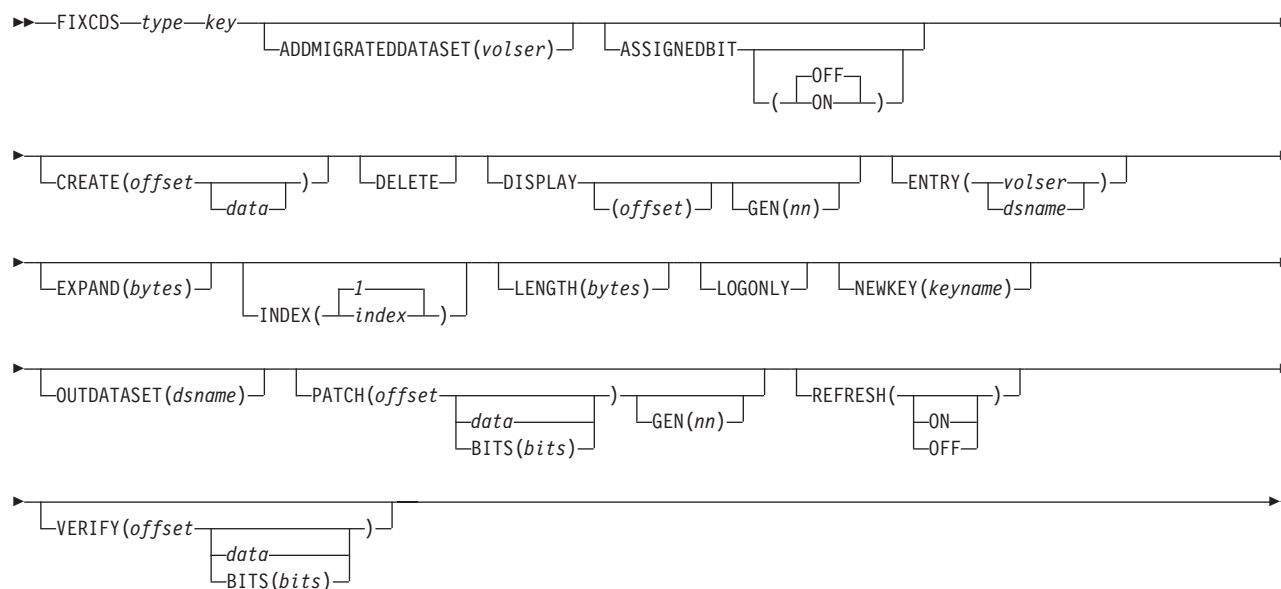 FIXCDS type key
ADDMIGRATEDDATASET(volser)
ASSIGNEDBIT
OFF
( ON )
CREATE(offset )
data
DELETE
DISPLAY
(offset)
GEN(nn)
ENTRY( volser )
dsname
EXPAND(bytes)
1
INDEX( index )
LENGTH(bytes)
LOGONLY
NEWKEY(keyname)
OUTDATASET(dsname)
PATCH(offset )
data
BITS(bits)
GEN(nn)
REFRESH( )
ON
OFF
VERIFY(offset )
data
BITS(bits)